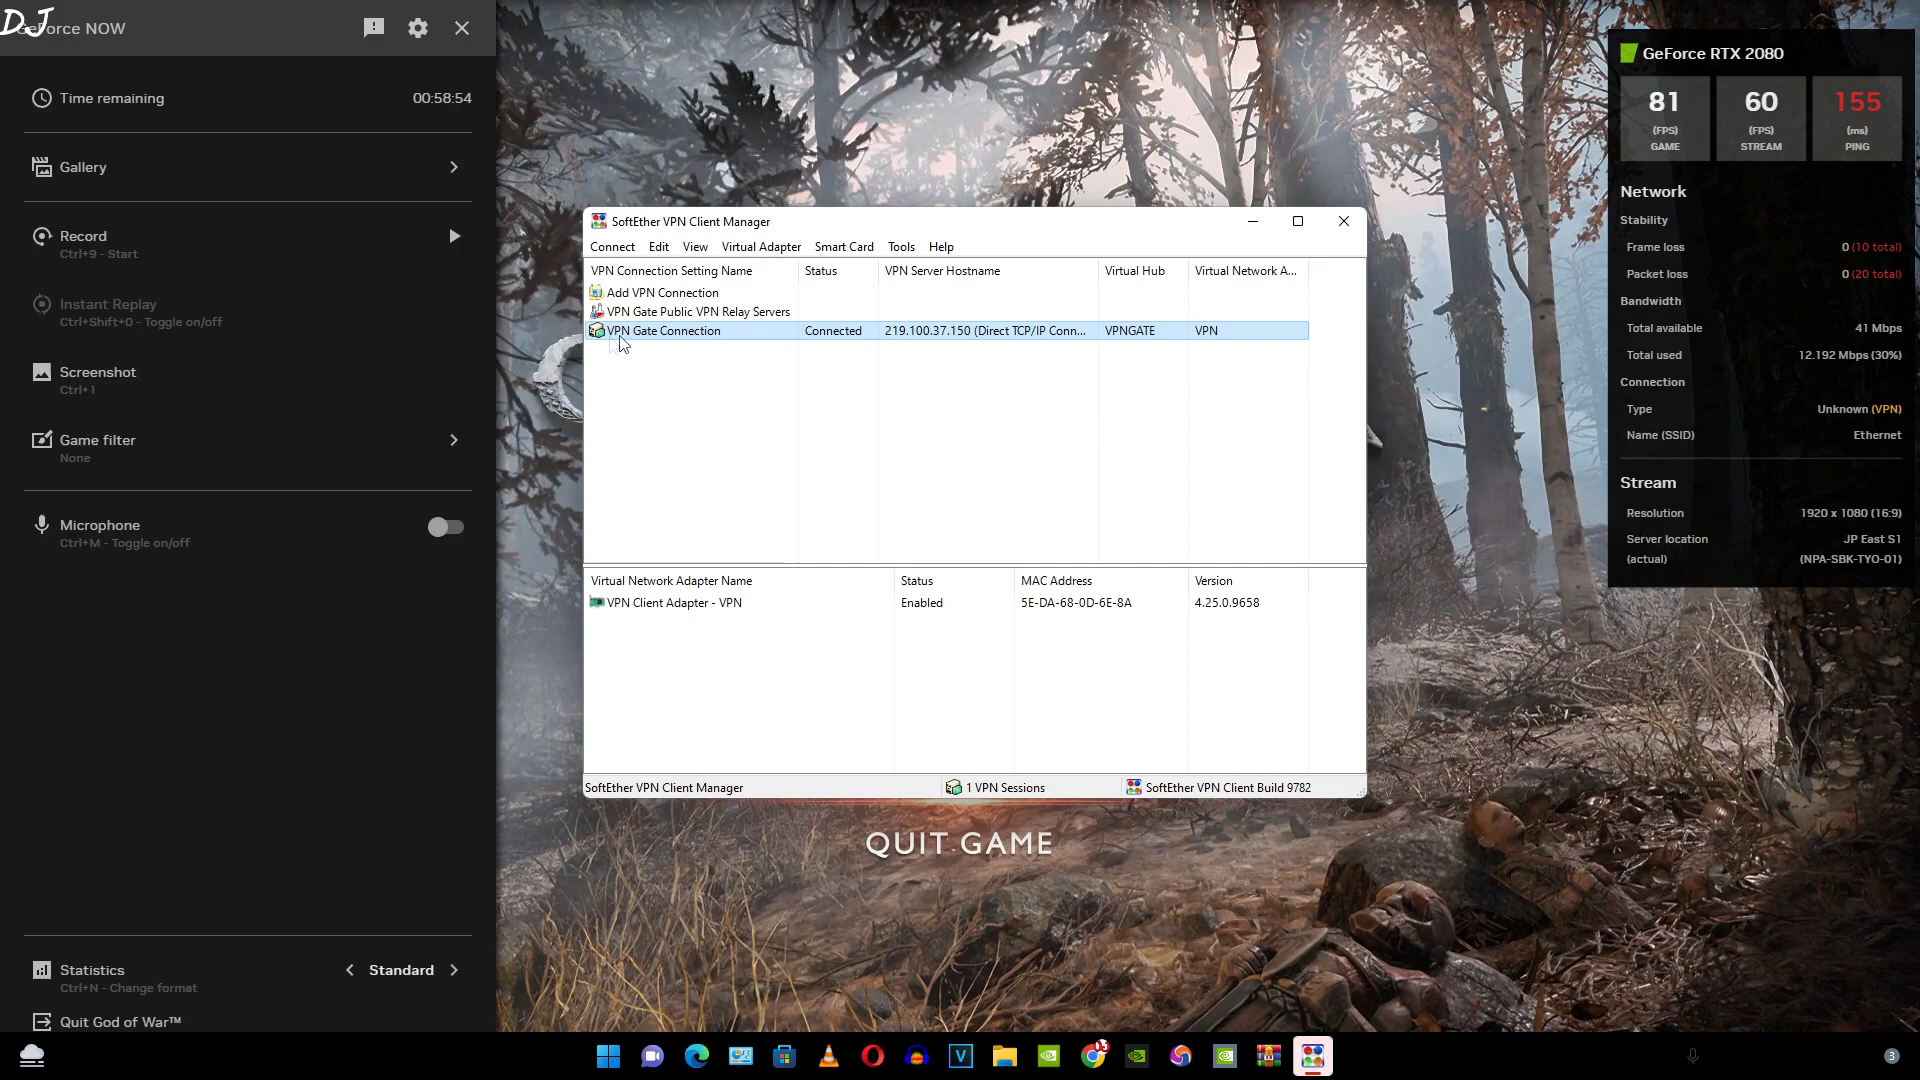 DJ
GeForce NOW
Time remaining 00:58:54
Gallery
Record
Ctrl+9 - Start
Instant Replay
Ctrl+Shift+0 - Toggle on/off
Screenshot
Ctrl+1
Game filter
None
Microphone
Ctrl+M - Toggle on/off
Statistics Standard
Ctrl+N - Change format
Quit God of War™
SoftEther VPN Client Manager
Connect Edit View Virtual Adapter Smart Card Tools Help
VPN Connection Setting Name Status VPN Server Hostname Virtual Hub Virtual Network A...
Add VPN Connection
VPN Gate Public VPN Relay Servers
VPN Gate Connection Connected 219.100.37.150 (Direct TCP/IP Conn... VPNGATE VPN
Virtual Network Adapter Name Status MAC Address Version
VPN Client Adapter - VPN Enabled 5E-DA-68-0D-6E-8A 4.25.0.9658
SoftEther VPN Client Manager 1 VPN Sessions SoftEther VPN Client Build 9782
QUIT GAME
GeForce RTX 2080
81 60 155
(FPS) (FPS) (ms)
GAME STREAM PING
Network
Stability
Frame loss 0 (10 total)
Packet loss 0 (20 total)
Bandwidth
Total available 41 Mbps
Total used 12.192 Mbps (30%)
Connection
Type Unknown (VPN)
Name (SSID) Ethernet
Stream
Resolution 1920 x 1080 (16:9)
Server location JP East S1
(actual) (NPA-SBK-TYO-01)
V
3